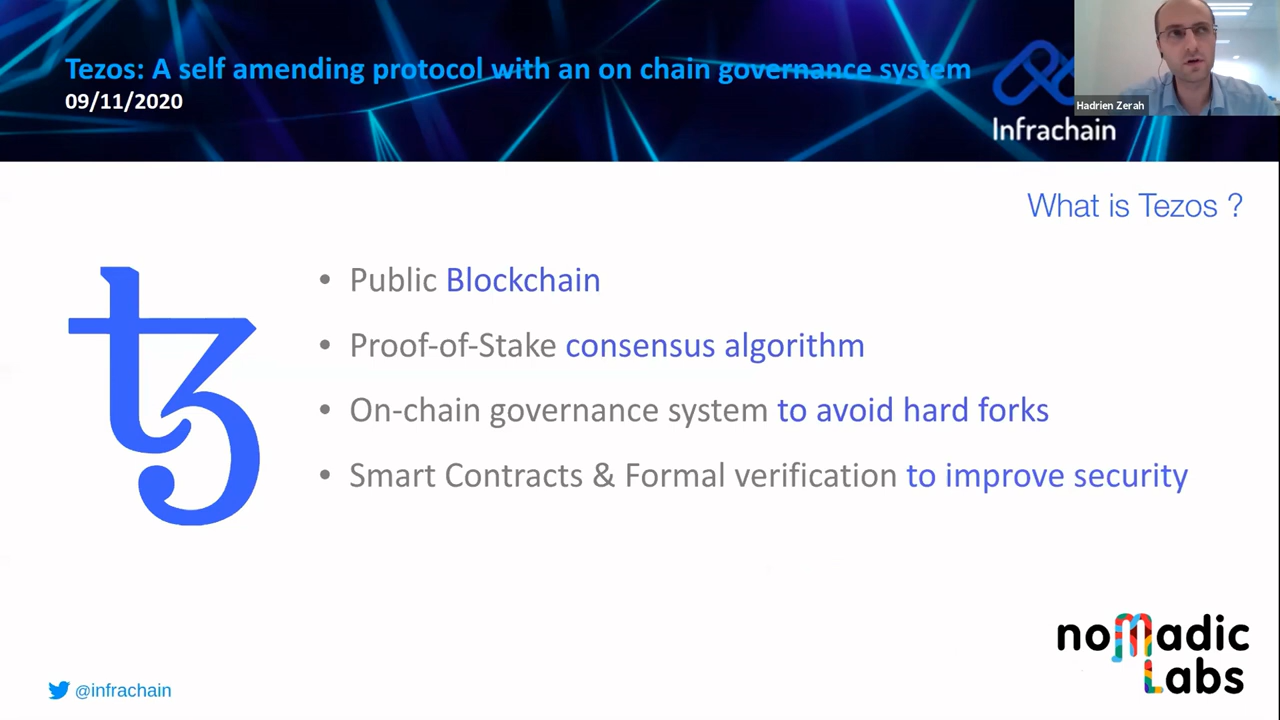 Tezos: A self amending protocol with an on chain governance system
09/11/2020
Infrachain
Hadrien Zerah
What is Tezos ?
• Public Blockchain
• Proof-of-Stake consensus algorithm
• On-chain governance system to avoid hard forks
• Smart Contracts & Formal verification to improve security
noMadic
Labs
@infrachain